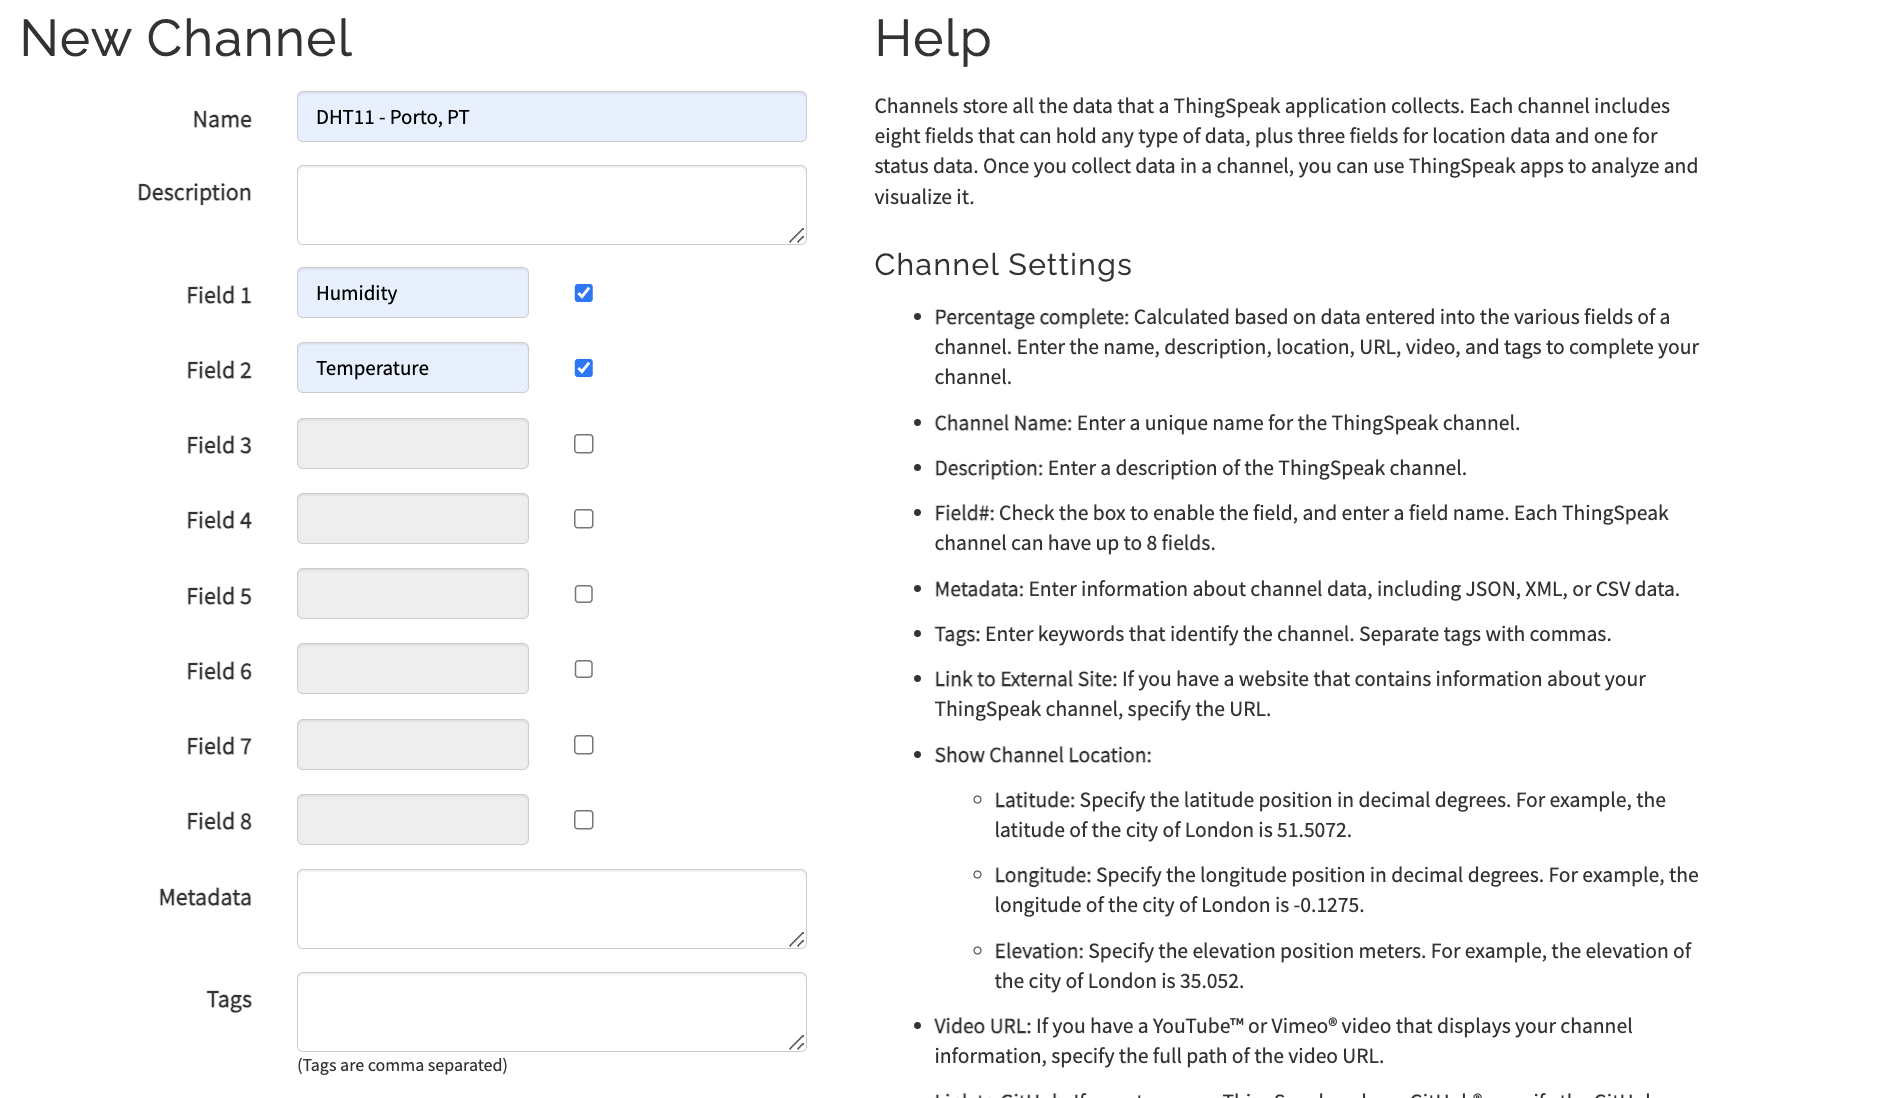 New Channel
Name
DHT11 - Porto, PT
Description
Field 1
Humidity
Field 2
Temperature
Field 3
Field 4
Field 5
Field 6
Field 7
Field 8
Metadata
Tags
(Tags are comma separated)
Help
Channels store all the data that a ThingSpeak application collects. Each channel includes
eight fields that can hold any type of data, plus three fields for location data and one for
status data. Once you collect data in a channel, you can use ThingSpeak apps to analyze and
visualize it.
Channel Settings
• Percentage complete: Calculated based on data entered into the various fields of a
channel. Enter the name, description, location, URL, video, and tags to complete your
channel.
• Channel Name: Enter a unique name for the ThingSpeak channel.
• Description: Enter a description of the ThingSpeak channel.
• Field#: Check the box to enable the field, and enter a field name. Each ThingSpeak
channel can have up to 8 fields.
• Metadata: Enter information about channel data, including JSON, XML, or CSV data.
• Tags: Enter keywords that identify the channel. Separate tags with commas.
• Link to External Site: If you have a website that contains information about your
ThingSpeak channel, specify the URL.
• Show Channel Location:
◦ Latitude: Specify the latitude position in decimal degrees. For example, the
latitude of the city of London is 51.5072.
◦ Longitude: Specify the longitude position in decimal degrees. For example, the
longitude of the city of London is -0.1275.
◦ Elevation: Specify the elevation position meters. For example, the elevation of
the city of London is 35.052.
• Video URL: If you have a YouTube™ or Vimeo® video that displays your channel
information, specify the full path of the video URL.